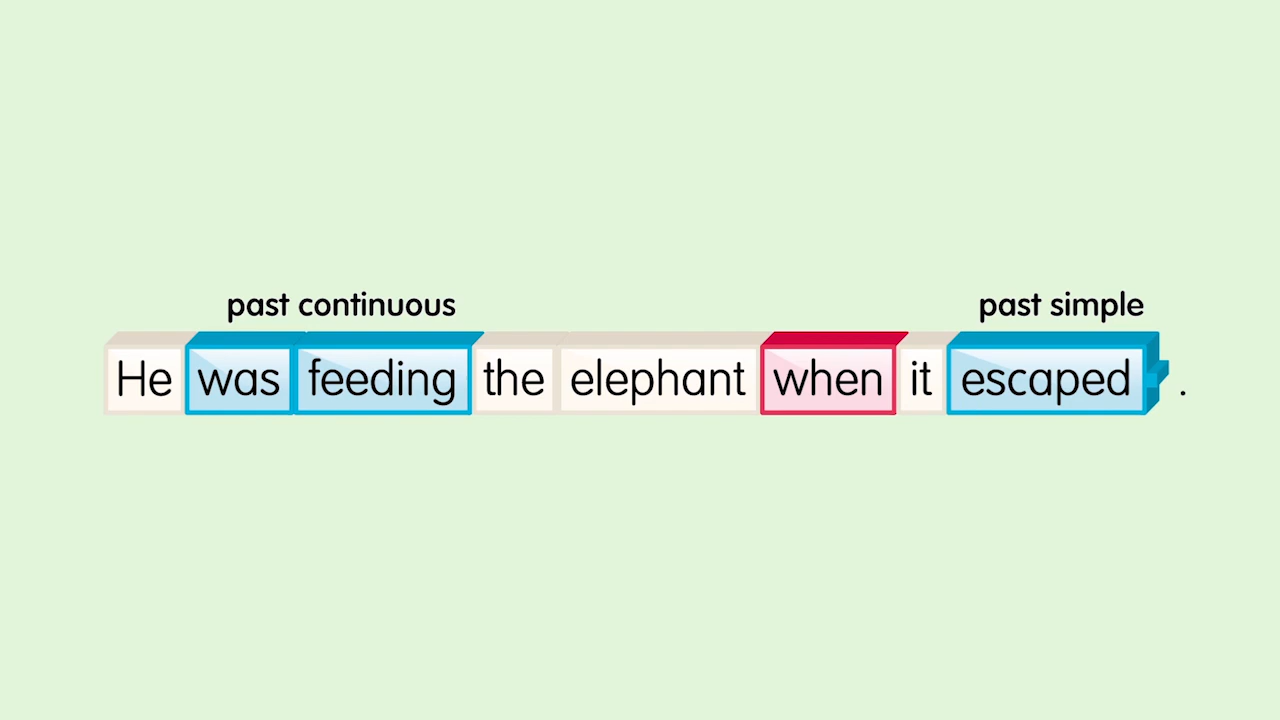 past continuous past simple
He was feeding the elephant when it escaped .